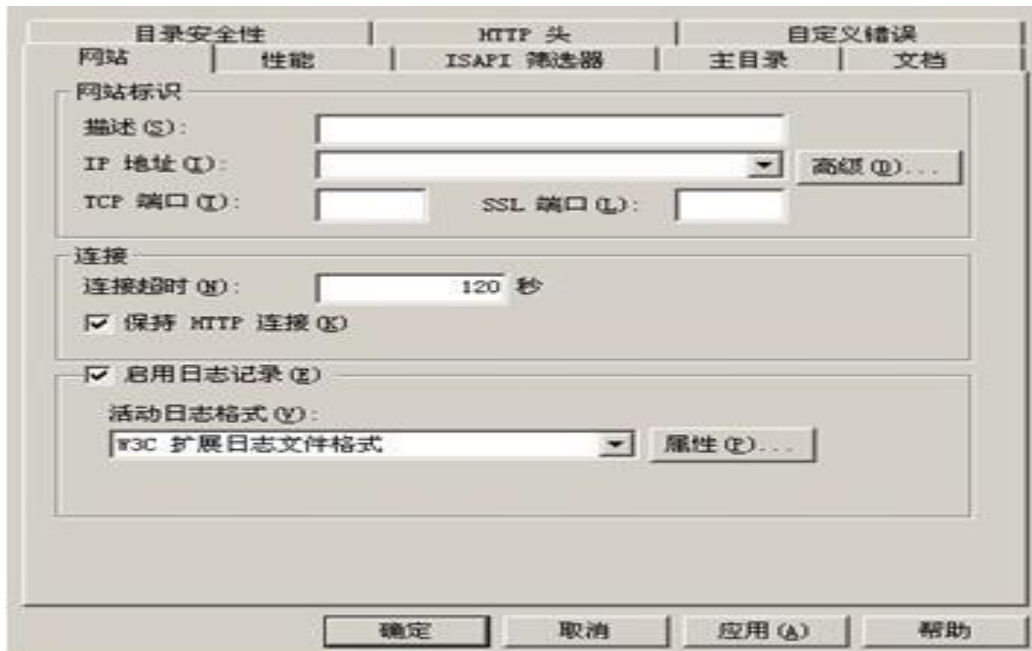 目录安全性 HTTP 头 自定义错误
网站 性能 ISAPI 筛选器 主目录 文档
网站标识
描述(S):
IP 地址(I): 高级(D)...
TCP 端口(T): SSL 端口(L):
连接
连接超时(N): 120 秒
保持 HTTP 连接(K)
启用日志记录(E)
活动日志格式(V):
W3C 扩展日志文件格式 属性(P)...
确定 取消 应用(A) 帮助